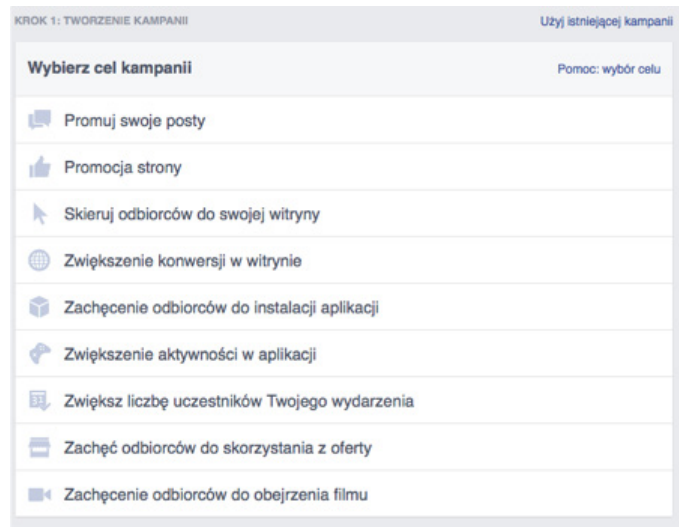 KROK 1: TWORZENIE KAMPANII
Użyj istniejącej kampanii
Wybierz cel kampanii
Pomoc: wybór celu
Promuj swoje posty
Promocja strony
Skieruj odbiorców do swojej witryny
Zwiększenie konwersji w witrynie
Zachęcenie odbiorców do instalacji aplikacji
Zwiększenie aktywności w aplikacji
Zwiększ liczbę uczestników Twojego wydarzenia
Zachęć odbiorców do skorzystania z oferty
Zachęcenie odbiorców do obejrzenia filmu